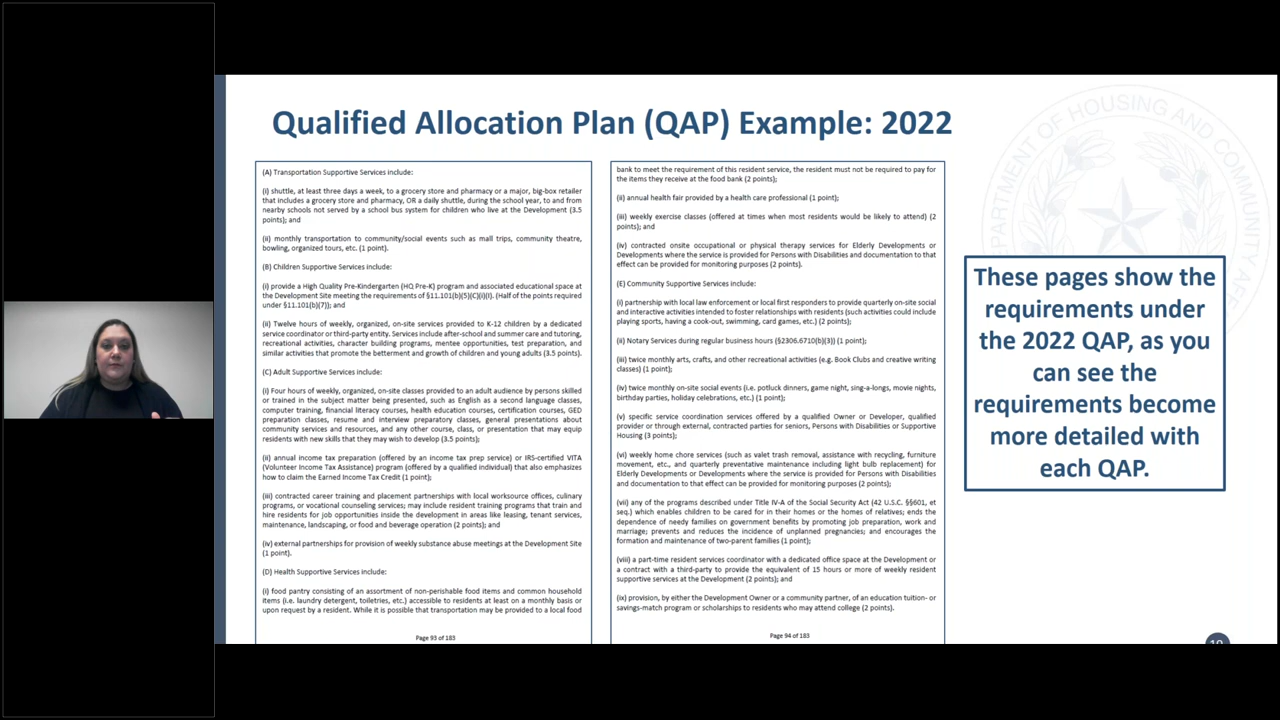 Qualified Allocation Plan (QAP) Example: 2022
(A) Transportation Supportive Services include:
(i) shuttle, at least three days a week, to a grocery store and pharmacy or a major, big-box retailer
that includes a grocery store and pharmacy, OR a daily shuttle, during the school year, to and from
nearby schools not served by a school bus system for children who live at the Development (3.5
points); and
(ii) monthly transportation to community/social events such as mall trips, community theatre,
bowling, organized tours, etc. (1 point).
(B) Children Supportive Services include:
(i) provide a High Quality Pre-Kindergarten (HQ Pre-K) program and associated educational space at
the Development Site meeting the requirements of §11.101(b)(5)(C)(i)(I). (Half of the points required
under §11.101(b)(7)); and
(ii) Twelve hours of weekly, organized, on-site services provided to K-12 children by a dedicated
service coordinator or third-party entity. Services include after-school and summer care and tutoring,
recreational activities, character building programs, mentee opportunities, test preparation, and
similar activities that promote the betterment and growth of children and young adults (3.5 points).
(C) Adult Supportive Services include:
(i) Four hours of weekly, organized, on-site classes provided to an adult audience by persons skilled
or trained in the subject matter being presented, such as English as a second language classes,
computer training, financial literacy courses, health education courses, certification courses, GED
preparation classes, resume and interview preparatory classes, general presentations about
community services and resources, and any other course, class, or presentation that may equip
residents with new skills that they may wish to develop (3.5 points);
(ii) annual income tax preparation (offered by an income tax prep service) or IRS-certified VITA
(Volunteer Income Tax Assistance) program (offered by a qualified individual) that also emphasizes
how to claim the Earned Income Tax Credit (1 point);
(iii) contracted career training and placement partnerships with local worksource offices, culinary
programs, or vocational counseling services; may include resident training programs that train and
hire residents for job opportunities inside the development in areas like leasing, tenant services,
maintenance, landscaping, or food and beverage operation (2 points); and
(iv) external partnerships for provision of weekly substance abuse meetings at the Development Site
(1 point).
(D) Health Supportive Services include:
(i) food pantry consisting of an assortment of non-perishable food items and common household
items (i.e. laundry detergent, toiletries, etc.) accessible to residents at least on a monthly basis or
upon request by a resident. While it is possible that transportation may be provided to a local food
Page 93 of 183
bank to meet the requirement of this resident service, the resident must not be required to pay for
the items they receive at the food bank (2 points);
(ii) annual health fair provided by a health care professional (1 point);
(iii) weekly exercise classes (offered at times when most residents would be likely to attend) (2
points); and
(iv) contracted onsite occupational or physical therapy services for Elderly Developments or
Developments where the service is provided for Persons with Disabilities and documentation to that
effect can be provided for monitoring purposes (2 points).
(E) Community Supportive Services include:
(i) partnership with local law enforcement or local first responders to provide quarterly on-site social
and interactive activities intended to foster relationships with residents (such activities could include
playing sports, having a cook-out, swimming, card games, etc.) (2 points);
(ii) Notary Services during regular business hours (§2306.6710(b)(3)) (1 point);
(iii) twice monthly arts, crafts, and other recreational activities (e.g. Book Clubs and creative writing
classes) (1 point);
(iv) twice monthly on-site social events (i.e. potluck dinners, game night, sing-a-longs, movie nights,
birthday parties, holiday celebrations, etc.) (1 point);
(v) specific service coordination services offered by a qualified Owner or Developer, qualified
provider or through external, contracted parties for seniors, Persons with Disabilities or Supportive
Housing (3 points);
(vi) weekly home chore services (such as valet trash removal, assistance with recycling, furniture
movement, etc., and quarterly preventative maintenance including light bulb replacement) for
Elderly Developments or Developments where the service is provided for Persons with Disabilities
and documentation to that effect can be provided for monitoring purposes (2 points);
(vii) any of the programs described under Title IV-A of the Social Security Act (42 U.S.C. §§601, et
seq.) which enables children to be cared for in their homes or the homes of relatives; ends the
dependence of needy families on government benefits by promoting job preparation, work and
marriage; prevents and reduces the incidence of unplanned pregnancies; and encourages the
formation and maintenance of two-parent families (1 point);
(viii) a part-time resident services coordinator with a dedicated office space at the Development or
a contract with a third-party to provide the equivalent of 15 hours or more of weekly resident
supportive services at the Development (2 points); and
(ix) provision, by either the Development Owner or a community partner, of an education tuition- or
savings-match program or scholarships to residents who may attend college (2 points).
Page 94 of 183
These pages show the
requirements under
the 2022 QAP, as you
can see the
requirements become
more detailed with
each QAP.